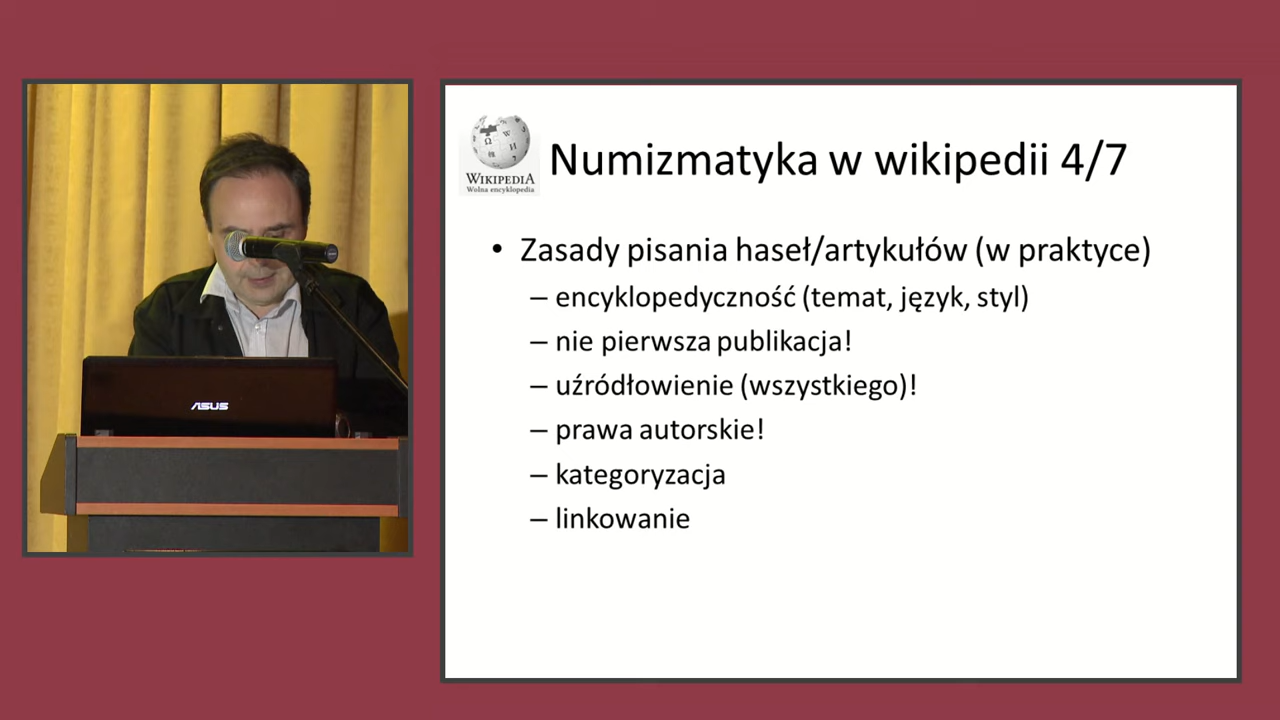 ASUS
Ω
W
И
WIKIPEDIA
Wolna encyklopedia
Numizmatyka w wikipedii 4/7
• Zasady pisania haseł/artykułów (w praktyce)
– encyklopedyczność (temat, język, styl)
– nie pierwsza publikacja!
– uźródłowienie (wszystkiego)!
– prawa autorskie!
– kategoryzacja
– linkowanie